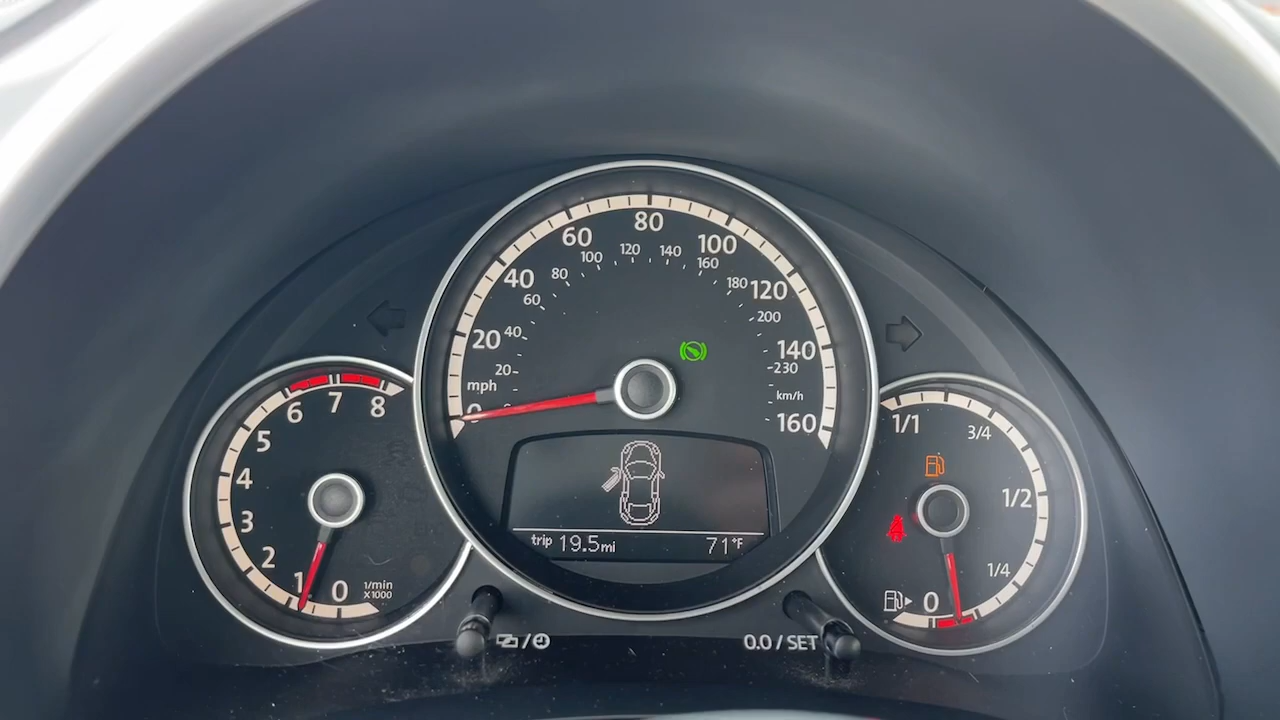 6 7 8
5
4
3
2
1 0 1/min
X1000
80
60 100
40 120
20 140
mph 160
0
100 120 140
80 160
60 180
40 200
20 230
km/h
trip 19.5mi 71°F
1/1 3/4
1/2
1/4
0
/
0.0 / SET